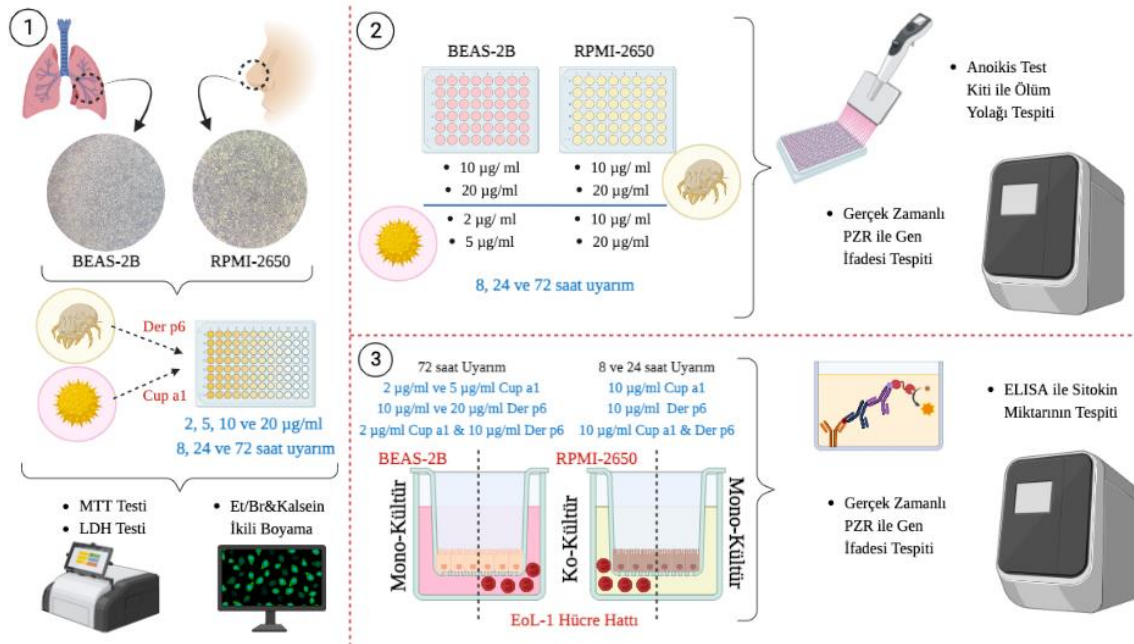 1
BEAS-2B
RPMI-2650
Der p6
Cup a1
2, 5, 10 ve 20 µg/ml
8, 24 ve 72 saat uyarım
• MTT Testi
• LDH Testi
• Et/Br&Kalsein
İkili Boyama
2
BEAS-2B
RPMI-2650
• 10 µg/ ml
• 20 µg/ml
• 10 µg/ ml
• 20 µg/ml
• 2 µg/ ml
• 5 µg/ml
• 10 µg/ ml
• 20 µg/ml
8, 24 ve 72 saat uyarım
• Anoikis Test
Kiti ile Ölüm
Yolağı Tespiti
• Gerçek Zamanlı
PZR ile Gen
İfadesi Tespiti
3
72 saat Uyarım
2 µg/ml ve 5 µg/ml Cup a1
10 µg/ml ve 20 µg/ml Der p6
2 µg/ml Cup a1 & 10 µg/ml Der p6
8 ve 24 saat Uyarım
10 µg/ml Cup a1
10 µg/ml Der p6
10 µg/ml Cup a1 & Der p6
BEAS-2B
RPMI-2650
Mono-Kültür
Ko-Kültür
Mono-Kültür
EoL-1 Hücre Hattı
• ELISA ile Sitokin
Miktarının Tespiti
• Gerçek Zamanlı
PZR ile Gen
İfadesi Tespiti